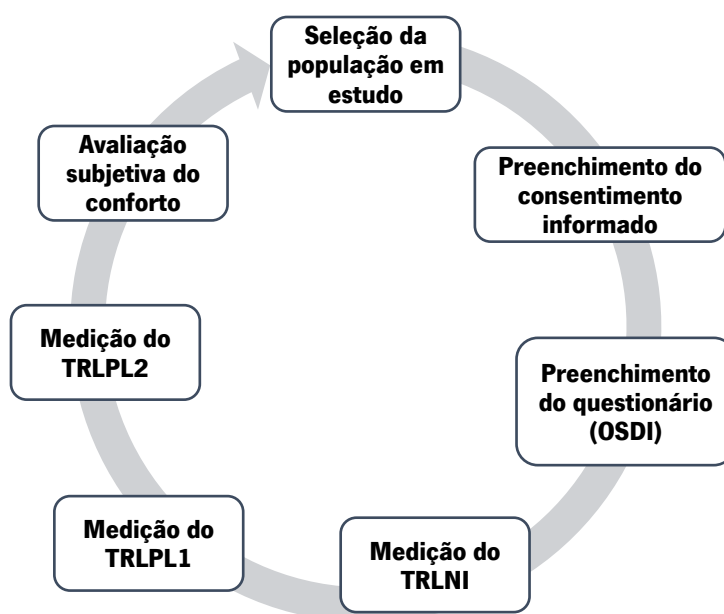 Seleção da
população em
estudo
Preenchimento do
consentimento
informado
Preenchimento
do questionário
(OSDI)
Medição do
TRLNI
Medição do
TRLPL1
Medição do
TRLPL2
Avaliação
subjetiva do
conforto